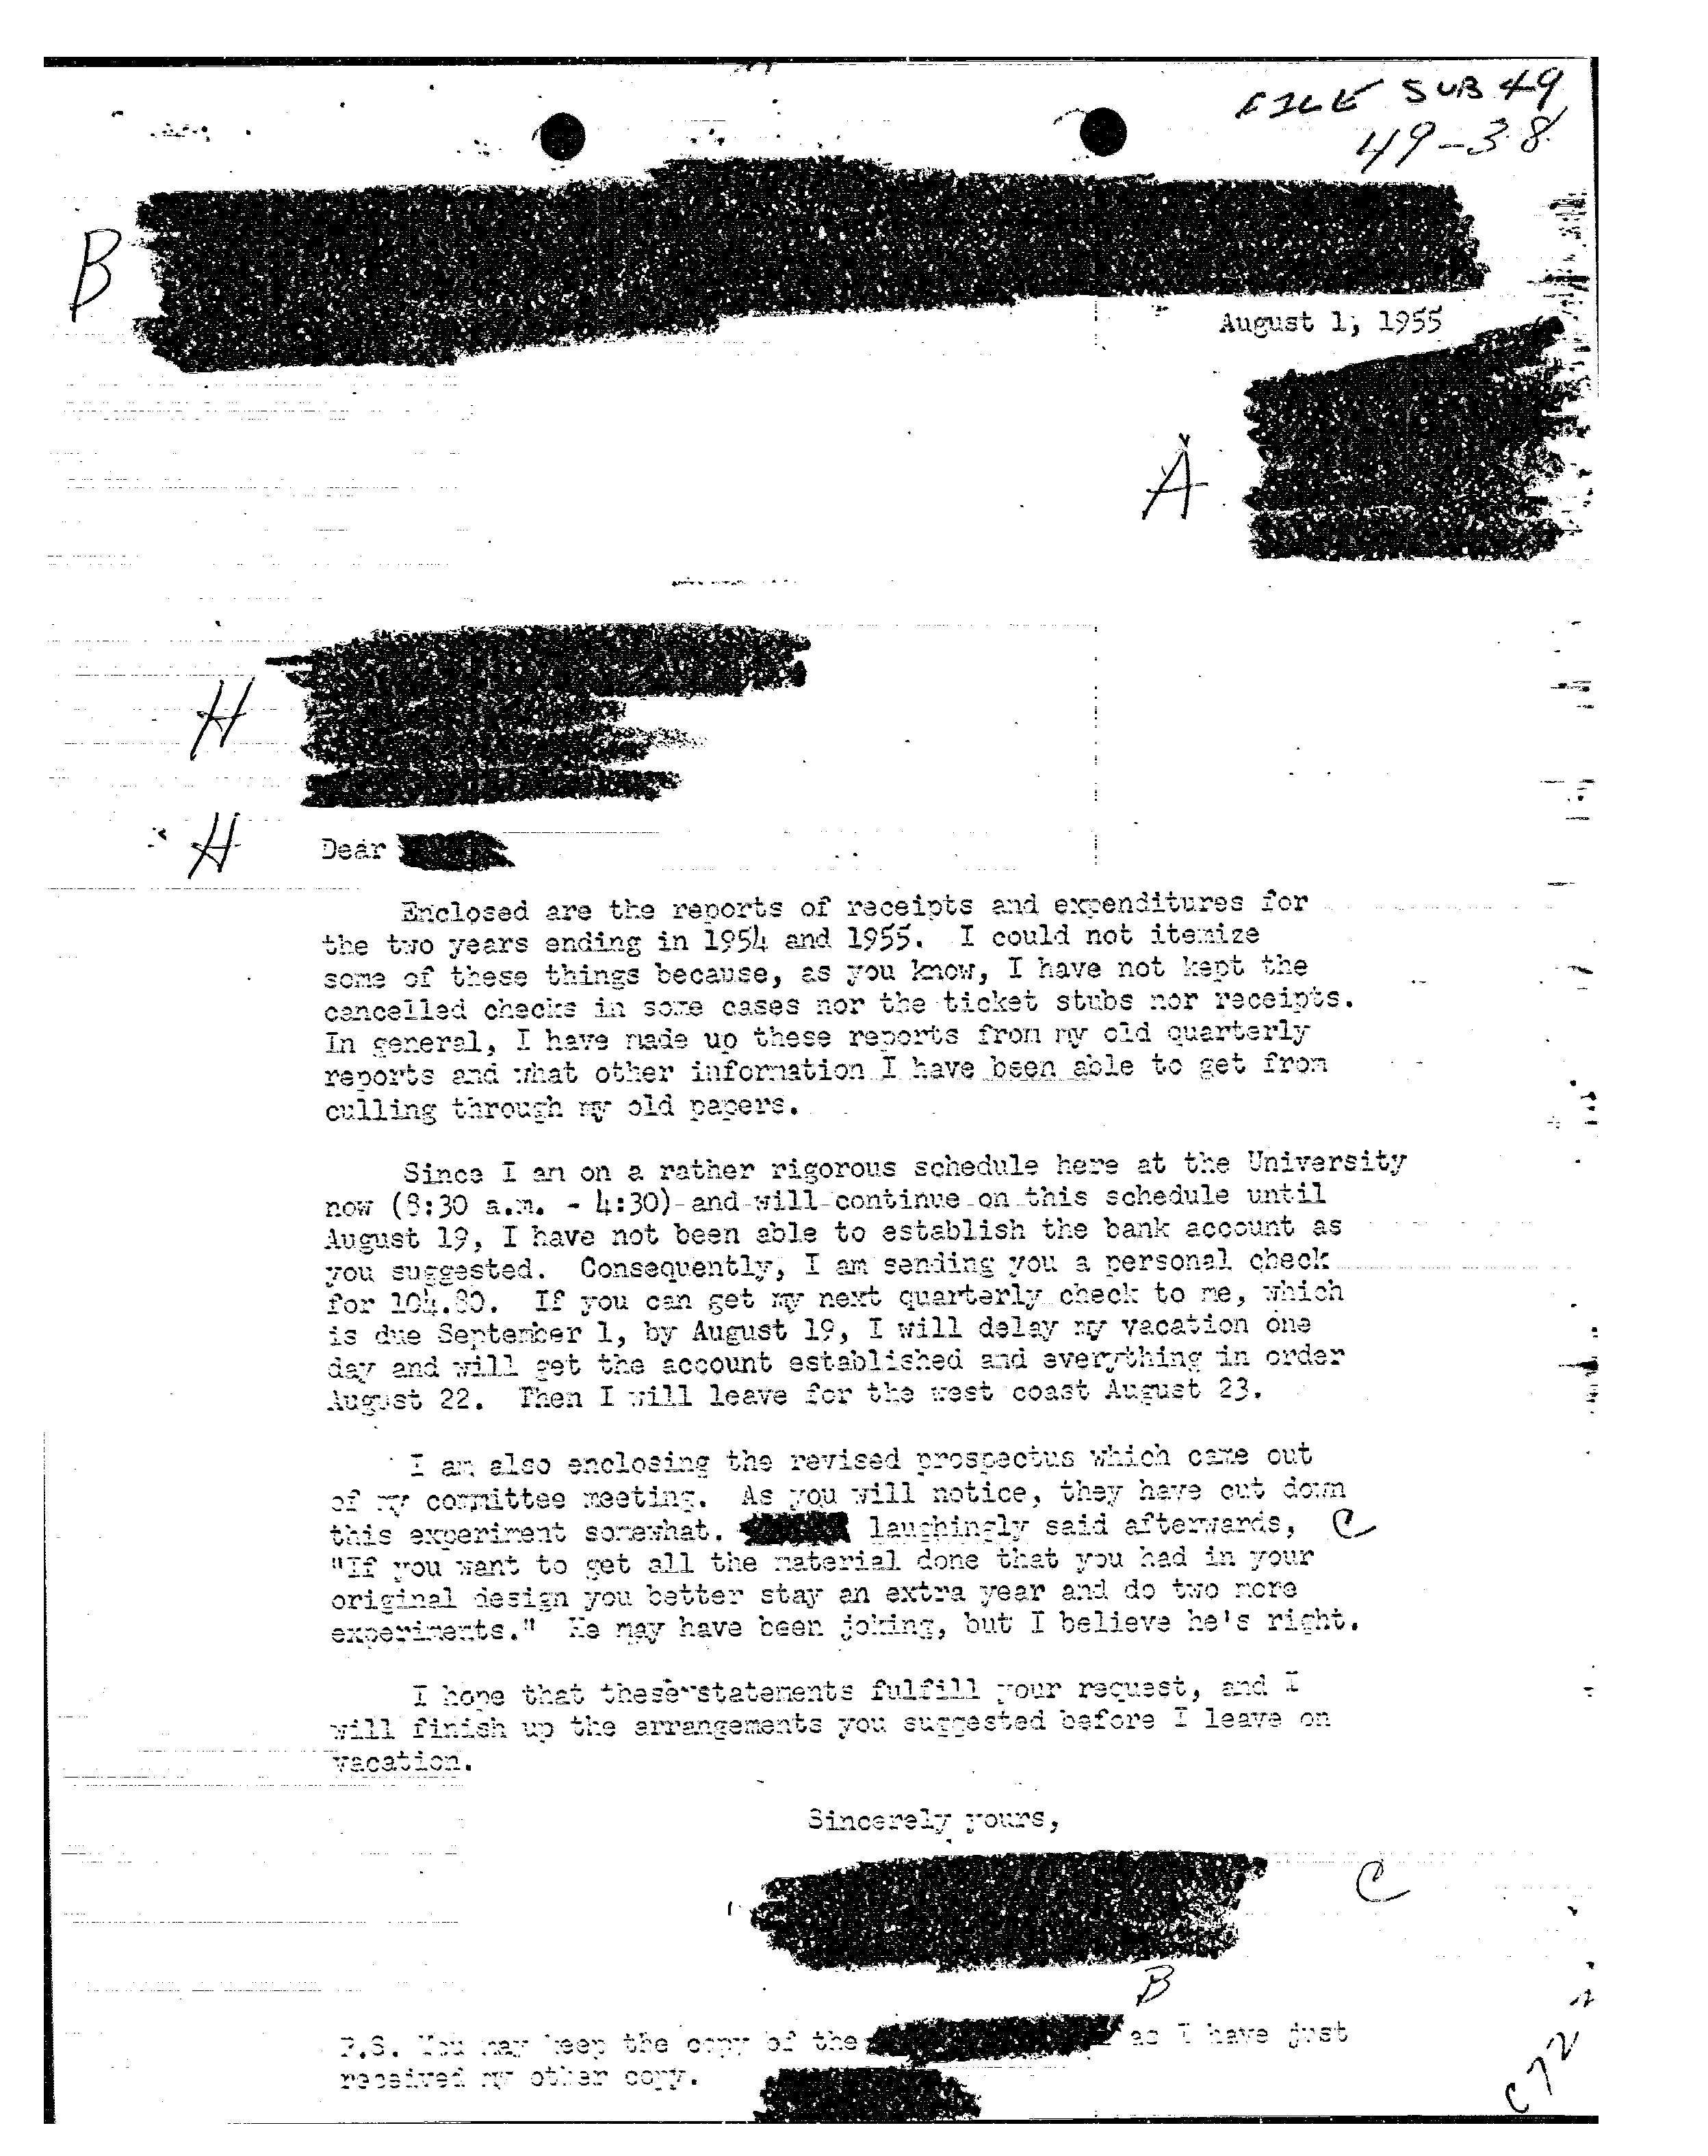 FILE SUB 49
49-38
B
August 1, 1955
A
H
H
Dear
Enclosed are the reports of receipts and expenditures for
the two years ending in 1954 and 1955. I could not itemize
some of these things because, as you know, I have not kept the
cancelled checks in some cases nor the ticket stubs nor receipts.
In general, I have made up these reports from my old quarterly
reports and what other information I have been able to get from
culling through my old papers.
Since I am on a rather rigorous schedule here at the University
now (8:30 a.m. - 4:30) and will continue on this schedule until
August 19, I have not been able to establish the bank account as
you suggested. Consequently, I am sending you a personal check
for 104.80. If you can get my next quarterly check to me, which
is due September 1, by August 19, I will delay my vacation one
day and will get the account established and everything in order
August 22. Then I will leave for the west coast August 23.
I am also enclosing the revised prospectus which came out
of my committee meeting. As you will notice, they have cut down
this experiment somewhat. laughingly said afterwards, C
"If you want to get all the material done that you had in your
original design you better stay an extra year and do two more
experiments." He may have been joking, but I believe he's right.
I hope that these statements fulfill your request, and I
will finish up the arrangements you suggested before I leave on
vacation.
Sincerely yours,
C
B
P.S. You may keep the copy of the as I have just
received my other copy.
C72